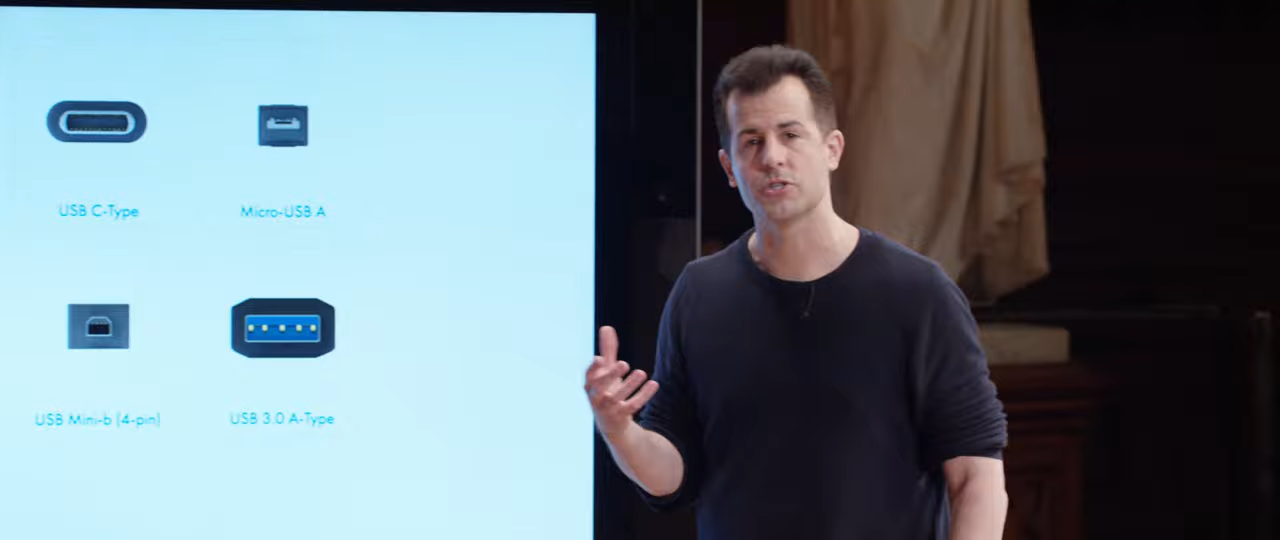 USB C-Type
Micro-USB A
USB Mini-b (4-pin)
USB 3.0 A-Type